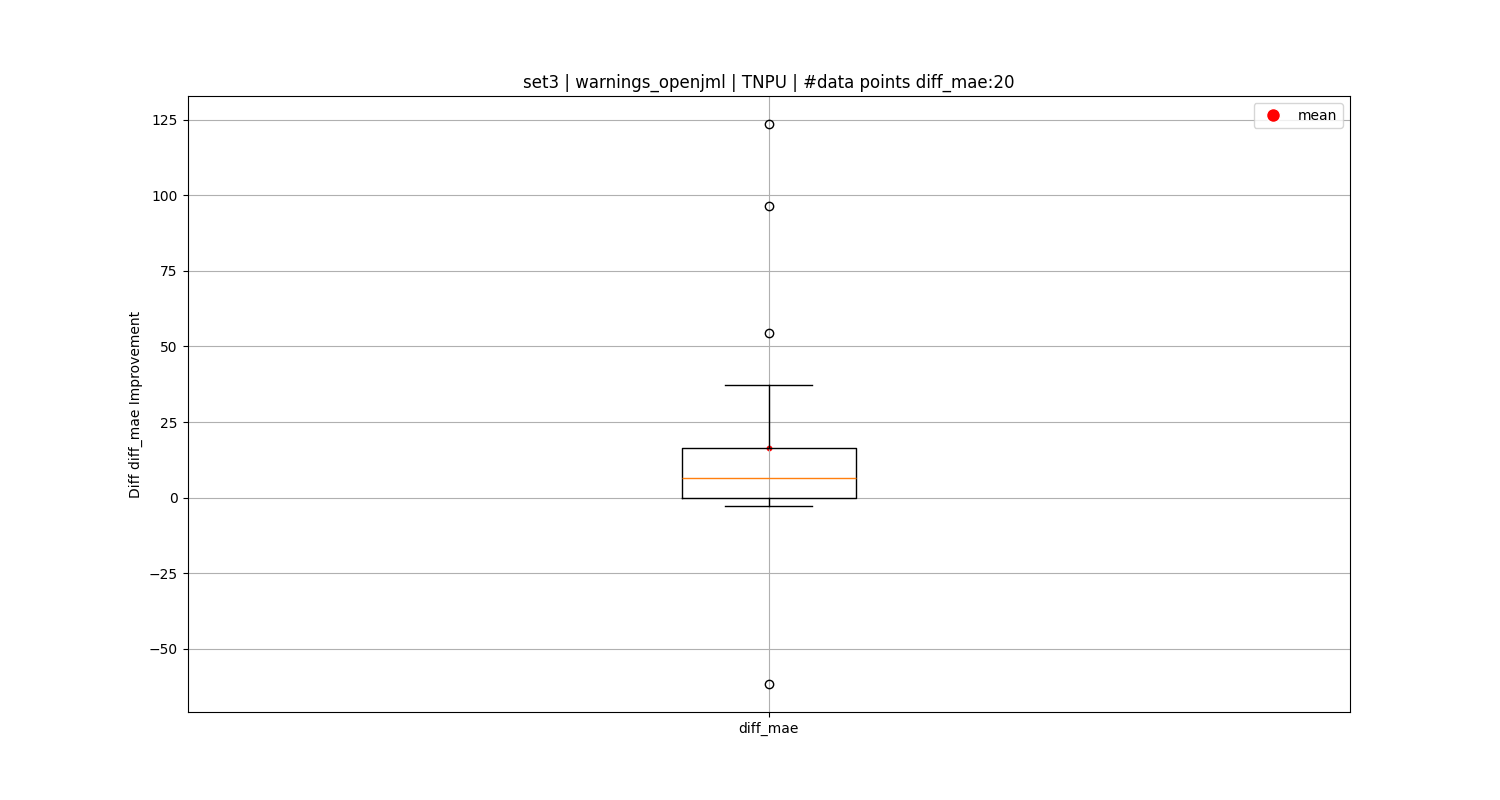 set3 | warnings_openjml | TNPU | #data points diff_mae:20
mean
125
100
75
50
25
0
−25
−50
Diff diff_mae Improvement
diff_mae